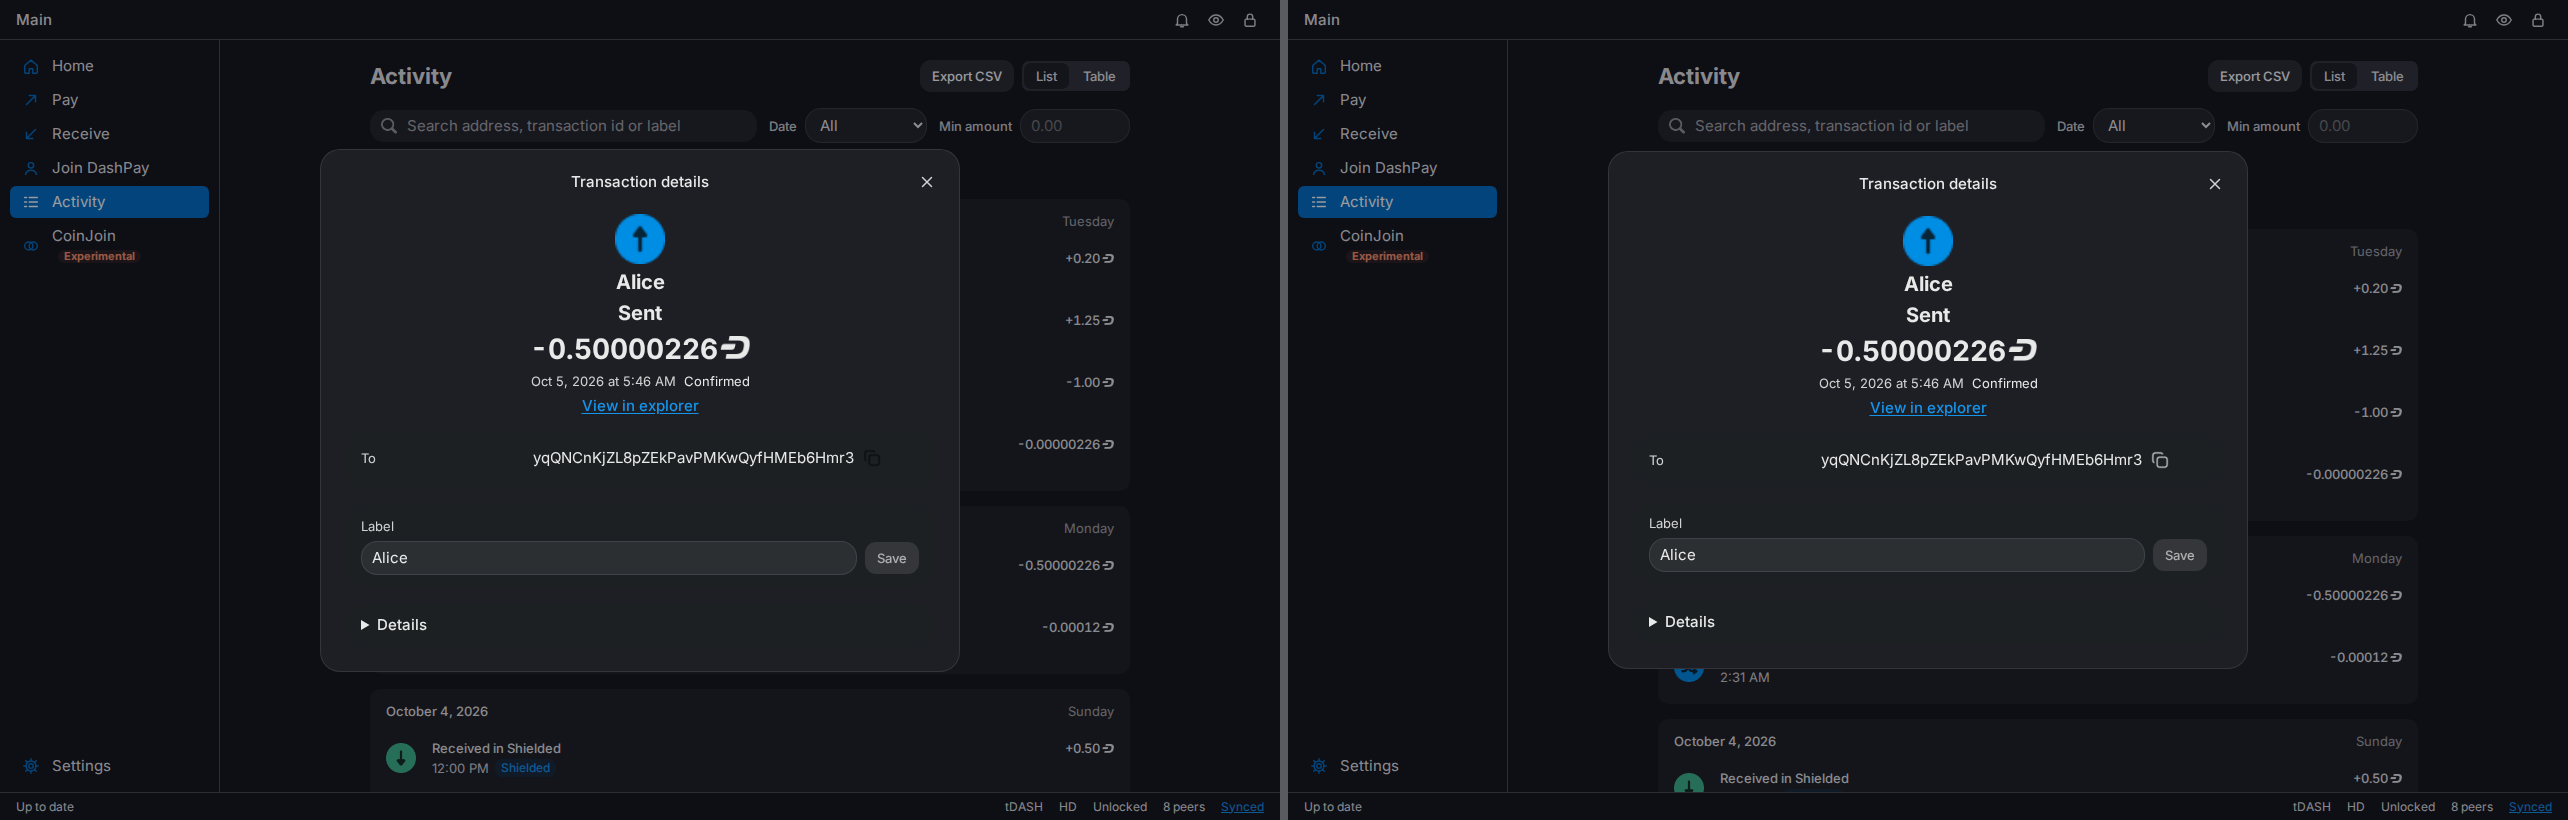 Main
Home
Pay
Receive
Join DashPay
Activity
CoinJoin
Experimental
Settings
Activity
Export CSV
List
Table
Search address, transaction id or label
Date
All
Min amount
0.00
Transaction details
Alice
Sent
-0.50000226
Oct 5, 2026 at 5:46 AM Confirmed
View in explorer
To
yqQNCnKjZL8pZEkPavPMKwQyfHMEb6Hmr3
Label
Alice
Save
Details
Tuesday
+0.20
+1.25
-1.00
-0.00000226
Monday
-0.50000226
-0.00012
October 4, 2026
Sunday
Received in Shielded
+0.50
12:00 PM Shielded
Up to date
tDASH
HD
Unlocked
8 peers
Synced
Main
Home
Pay
Receive
Join DashPay
Activity
CoinJoin
Experimental
Settings
Activity
Export CSV
List
Table
Search address, transaction id or label
Date
All
Min amount
0.00
Transaction details
Alice
Sent
-0.50000226
Oct 5, 2026 at 5:46 AM Confirmed
View in explorer
To
yqQNCnKjZL8pZEkPavPMKwQyfHMEb6Hmr3
Label
Alice
Save
Details
Tuesday
+0.20
+1.25
-1.00
-0.00000226
Monday
-0.50000226
-0.00012
2:31 AM
October 4, 2026
Sunday
Received in Shielded
+0.50
Up to date
tDASH
HD
Unlocked
8 peers
Synced